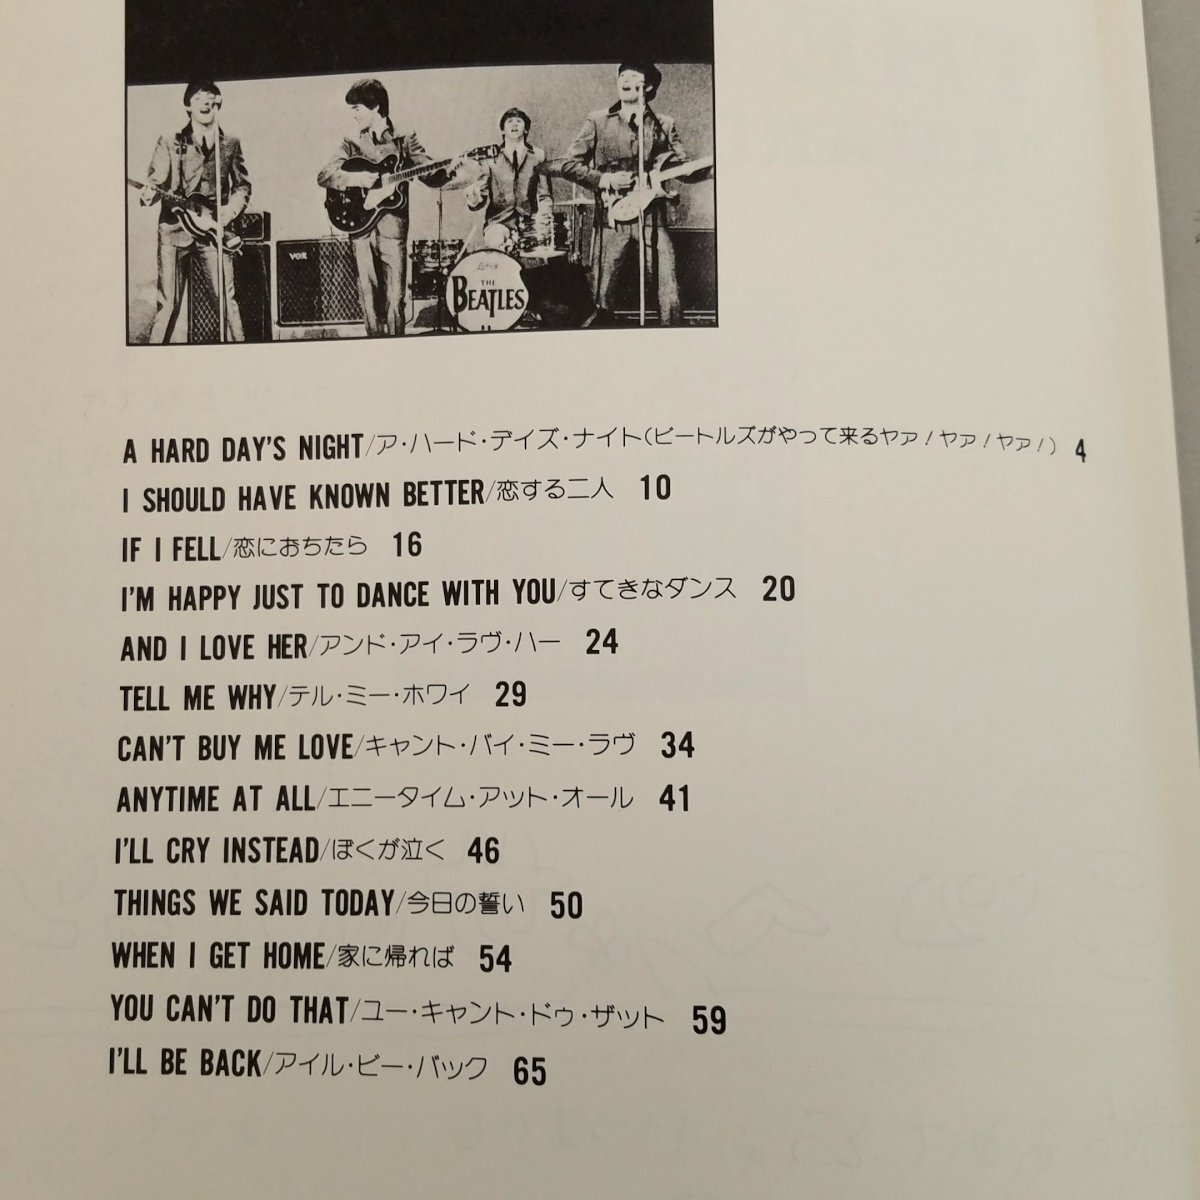 VOX
Ludwig
THE
BEATLES
A HARD DAY'S NIGHT/ア・ハード・デイズ・ナイト(ビートルズがやって来るヤァ!ヤァ!ヤァ!) 4
I SHOULD HAVE KNOWN BETTER/恋する二人 10
IF I FELL/恋におちたら 16
I'M HAPPY JUST TO DANCE WITH YOU/すてきなダンス 20
AND I LOVE HER/アンド・アイ・ラヴ・ハー 24
TELL ME WHY/テル・ミー・ホワイ 29
CAN'T BUY ME LOVE/キャント・バイ・ミー・ラヴ 34
ANYTIME AT ALL/エニータイム・アット・オール 41
I'LL CRY INSTEAD/ぼくが泣く 46
THINGS WE SAID TODAY/今日の誓い 50
WHEN I GET HOME/家に帰れば 54
YOU CAN'T DO THAT/ユー・キャント・ドゥ・ザット 59
I'LL BE BACK/アイル・ビー・バック 65